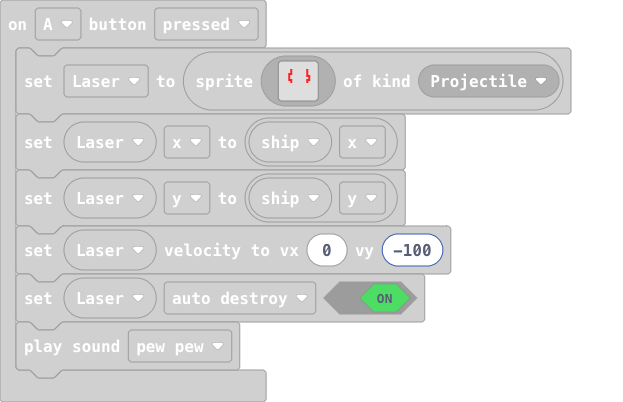 on A button pressed
set Laser to sprite of kind Projectile
set Laser x to ship x
set Laser y to ship y
set Laser velocity to vx 0 vy -100
set Laser auto destroy ON
play sound pew pew